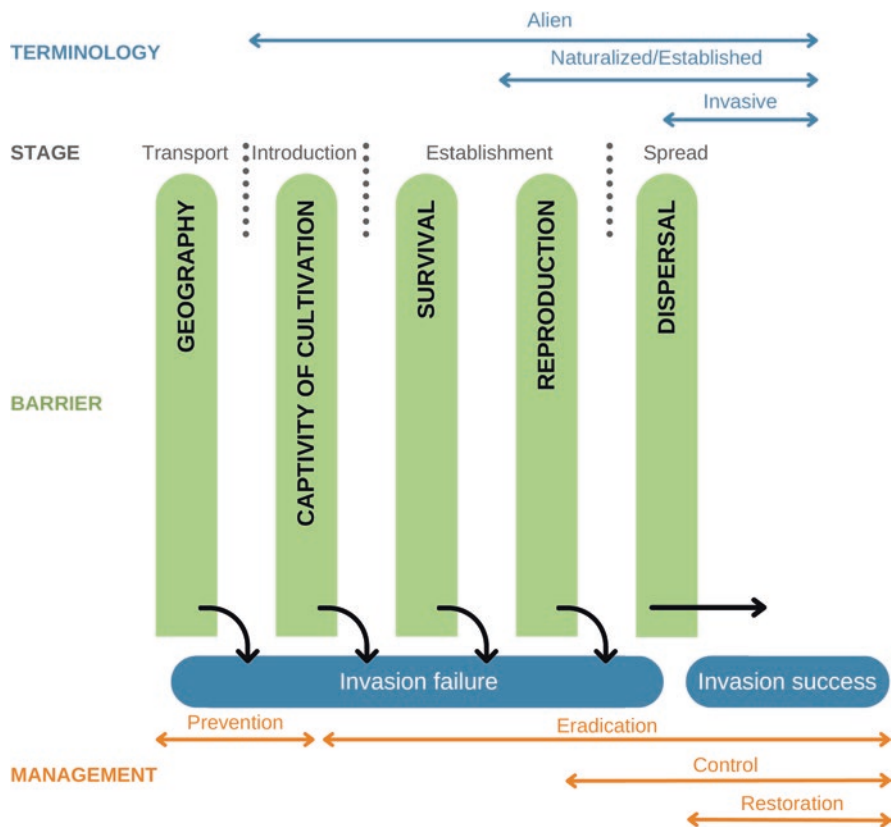 Alien
TERMINOLOGY
Naturalized/Established
Invasive
STAGE
Transport
Introduction
Establishment
Spread
GEOGRAPHY
CAPTIVITY OF CULTIVATION
SURVIVAL
REPRODUCTION
DISPERSAL
BARRIER
Invasion failure
Invasion success
Prevention
Eradication
MANAGEMENT
Control
Restoration